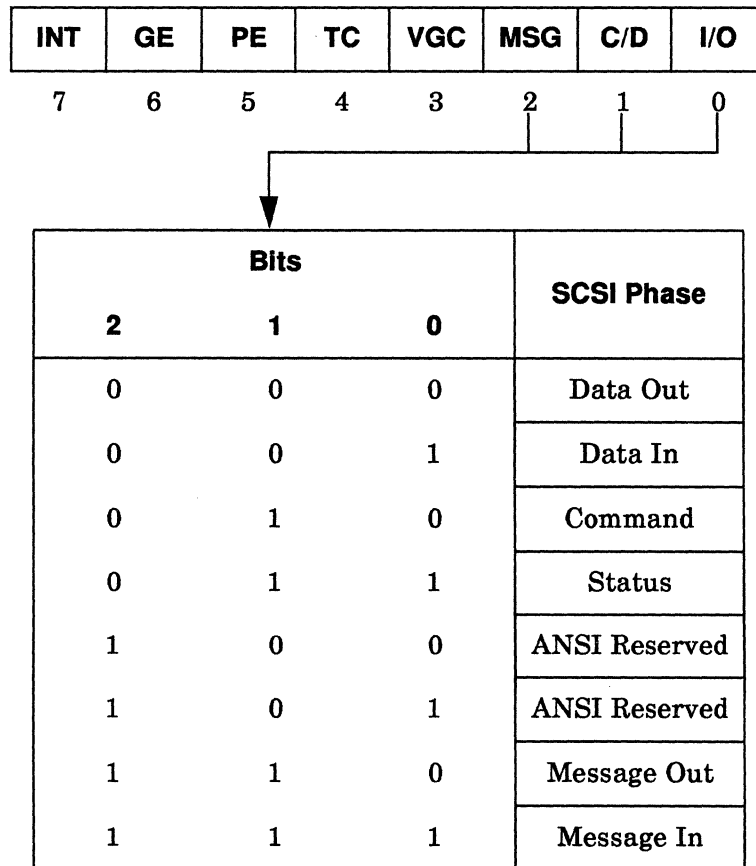 INT GE PE TC VGC MSG C/D I/O
7 6 5 4 3 2 1 0
Bits
SCSI Phase
2 1 0
0 0 0 Data Out
0 0 1 Data In
0 1 0 Command
0 1 1 Status
1 0 0 ANSI Reserved
1 0 1 ANSI Reserved
1 1 0 Message Out
1 1 1 Message In